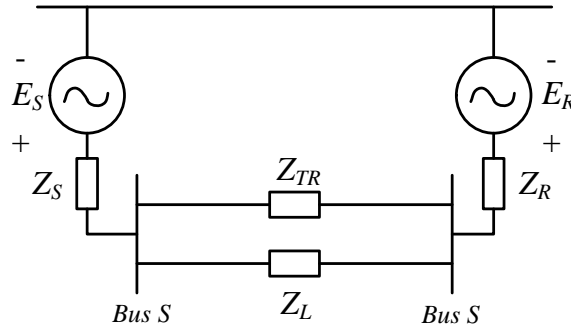 - -
E_S E_R
+ +
Z_S Z_TR Z_R
Z_L
Bus S Bus S